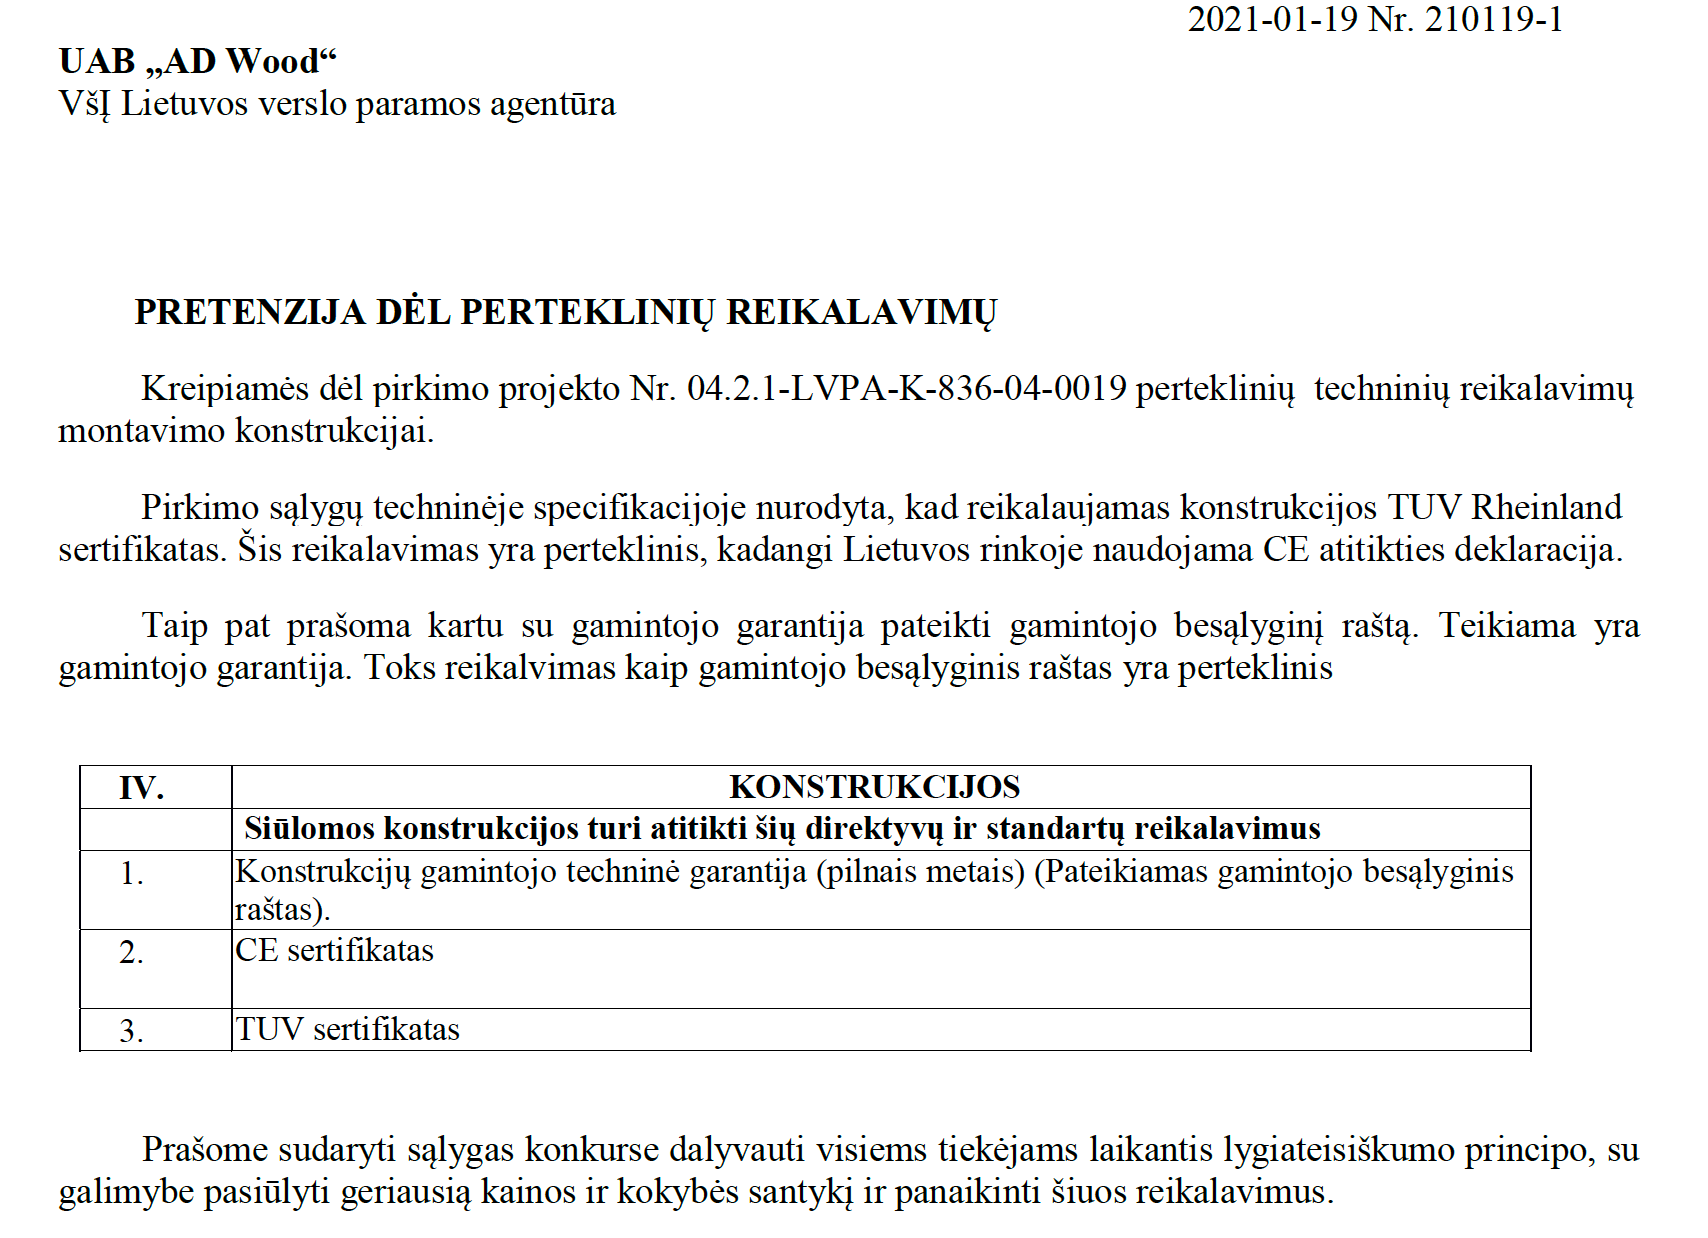 2021-01-19 Nr. 210119-1
UAB „AD Wood“
VšĮ Lietuvos verslo paramos agentūra
PRETENZIJA DĖL PERTEKLINIŲ REIKALAVIMŲ
Kreipiamės dėl pirkimo projekto Nr. 04.2.1-LVPA-K-836-04-0019 perteklinių techninių reikalavimų
montavimo konstrukcijai.
Pirkimo sąlygų techninėje specifikacijoje nurodyta, kad reikalaujamas konstrukcijos TUV Rheinland
sertifikatas. Šis reikalavimas yra perteklinis, kadangi Lietuvos rinkoje naudojama CE atitikties deklaracija.
Taip pat prašoma kartu su gamintojo garantija pateikti gamintojo besąlyginį raštą. Teikiama yra
gamintojo garantija. Toks reikalvimas kaip gamintojo besąlyginis raštas yra perteklinis
IV. KONSTRUKCIJOS
Siūlomos konstrukcijos turi atitikti šių direktyvų ir standartų reikalavimus
1. Konstrukcijų gamintojo techninė garantija (pilnais metais) (Pateikiamas gamintojo besąlyginis
raštas).
2. CE sertifikatas
3. TUV sertifikatas
Prašome sudaryti sąlygas konkurse dalyvauti visiems tiekėjams laikantis lygiateisiškumo principo, su
galimybe pasiūlyti geriausią kainos ir kokybės santykį ir panaikinti šiuos reikalavimus.